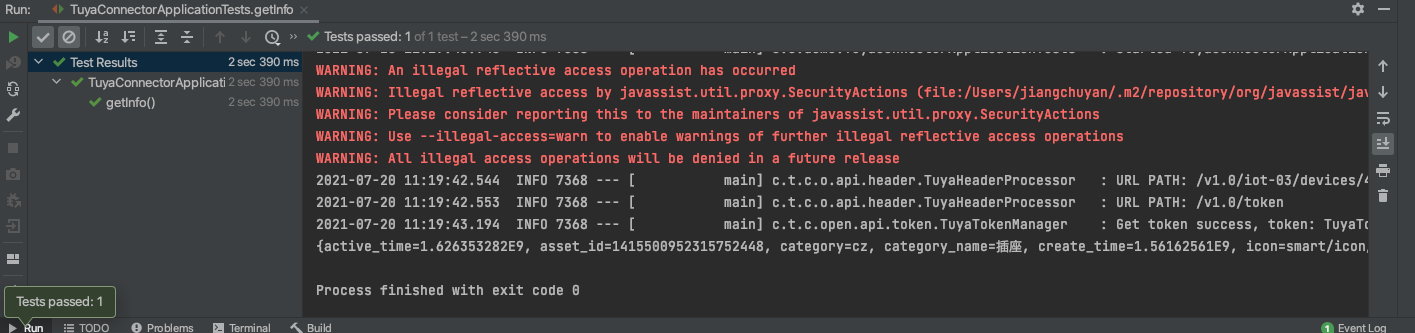 Run: TuyaConnectorApplicationTests.getInfo ×
» Tests passed: 1 of 1 test – 2 sec 390 ms
Test Results 2 sec 390 ms
TuyaConnectorApplicati 2 sec 390 ms
getInfo() 2 sec 390 ms
WARNING: An illegal reflective access operation has occurred
WARNING: Illegal reflective access by javassist.util.proxy.SecurityActions (file:/Users/jiangchuyan/.m2/repository/org/javassist/jav
WARNING: Please consider reporting this to the maintainers of javassist.util.proxy.SecurityActions
WARNING: Use --illegal-access=warn to enable warnings of further illegal reflective access operations
WARNING: All illegal access operations will be denied in a future release
2021-07-20 11:19:42.544 INFO 7368 --- [ main] c.t.c.o.api.header.TuyaHeaderProcessor : URL PATH: /v1.0/iot-03/devices/4
2021-07-20 11:19:42.553 INFO 7368 --- [ main] c.t.c.o.api.header.TuyaHeaderProcessor : URL PATH: /v1.0/token
2021-07-20 11:19:43.194 INFO 7368 --- [ main] c.t.c.open.api.token.TuyaTokenManager : Get token success, token: TuyaTo
{active_time=1.626353282E9, asset_id=1415500952315752448, category=cz, category_name=插座, create_time=1.56162561E9, icon=smart/icon,
Process finished with exit code 0
Tests passed: 1
Run TODO Problems Terminal Build 1 Event Log